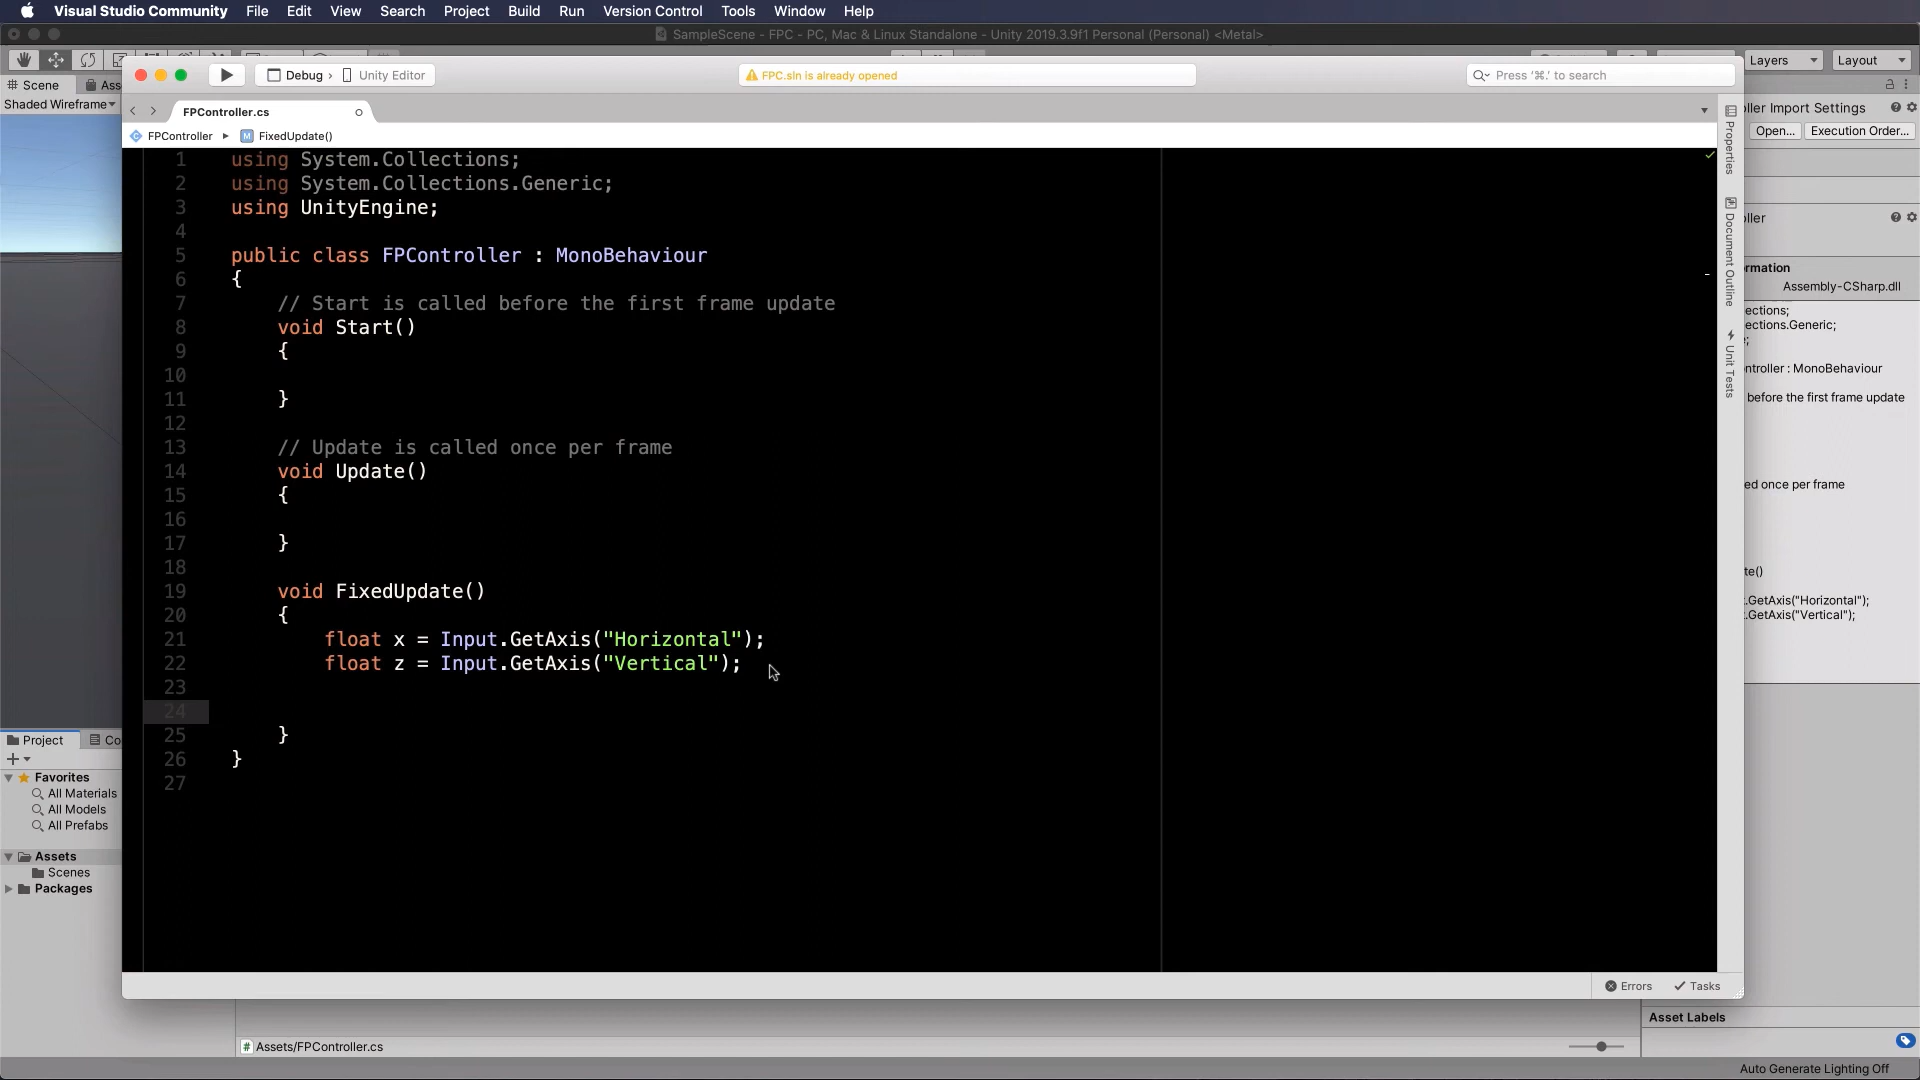 Visual Studio Community File Edit View Search Project Build Run Version Control Tools Window Help
SampleScene - FPC - PC, Mac & Linux Standalone - Unity 2019.3.9f1 Personal (Personal) <Metal>
Layers Layout
Debug › Unity Editor
FPC.sln is already opened
Press '⌘.' to search
Scene
Shaded Wireframe
FPController.cs
FPController ▸ FixedUpdate()
1 using System.Collections;
2 using System.Collections.Generic;
3 using UnityEngine;
4
5 public class FPController : MonoBehaviour
6 {
7 // Start is called before the first frame update
8 void Start()
9 {
10
11 }
12
13 // Update is called once per frame
14 void Update()
15 {
16
17 }
18
19 void FixedUpdate()
20 {
21 float x = Input.GetAxis("Horizontal");
22 float z = Input.GetAxis("Vertical");
23
24
25 }
26 }
27
Properties
Document Outline
Unit Tests
ller Import Settings
Open... Execution Order...
ller
rmation
Assembly-CSharp.dll
ections;
ections.Generic;
e;
ntroller : MonoBehaviour
before the first frame update
ed once per frame
te()
.GetAxis("Horizontal");
.GetAxis("Vertical");
Project Co
Favorites
All Materials
All Models
All Prefabs
Assets
Scenes
Packages
Errors Tasks
Assets/FPController.cs
Asset Labels
Auto Generate Lighting Off